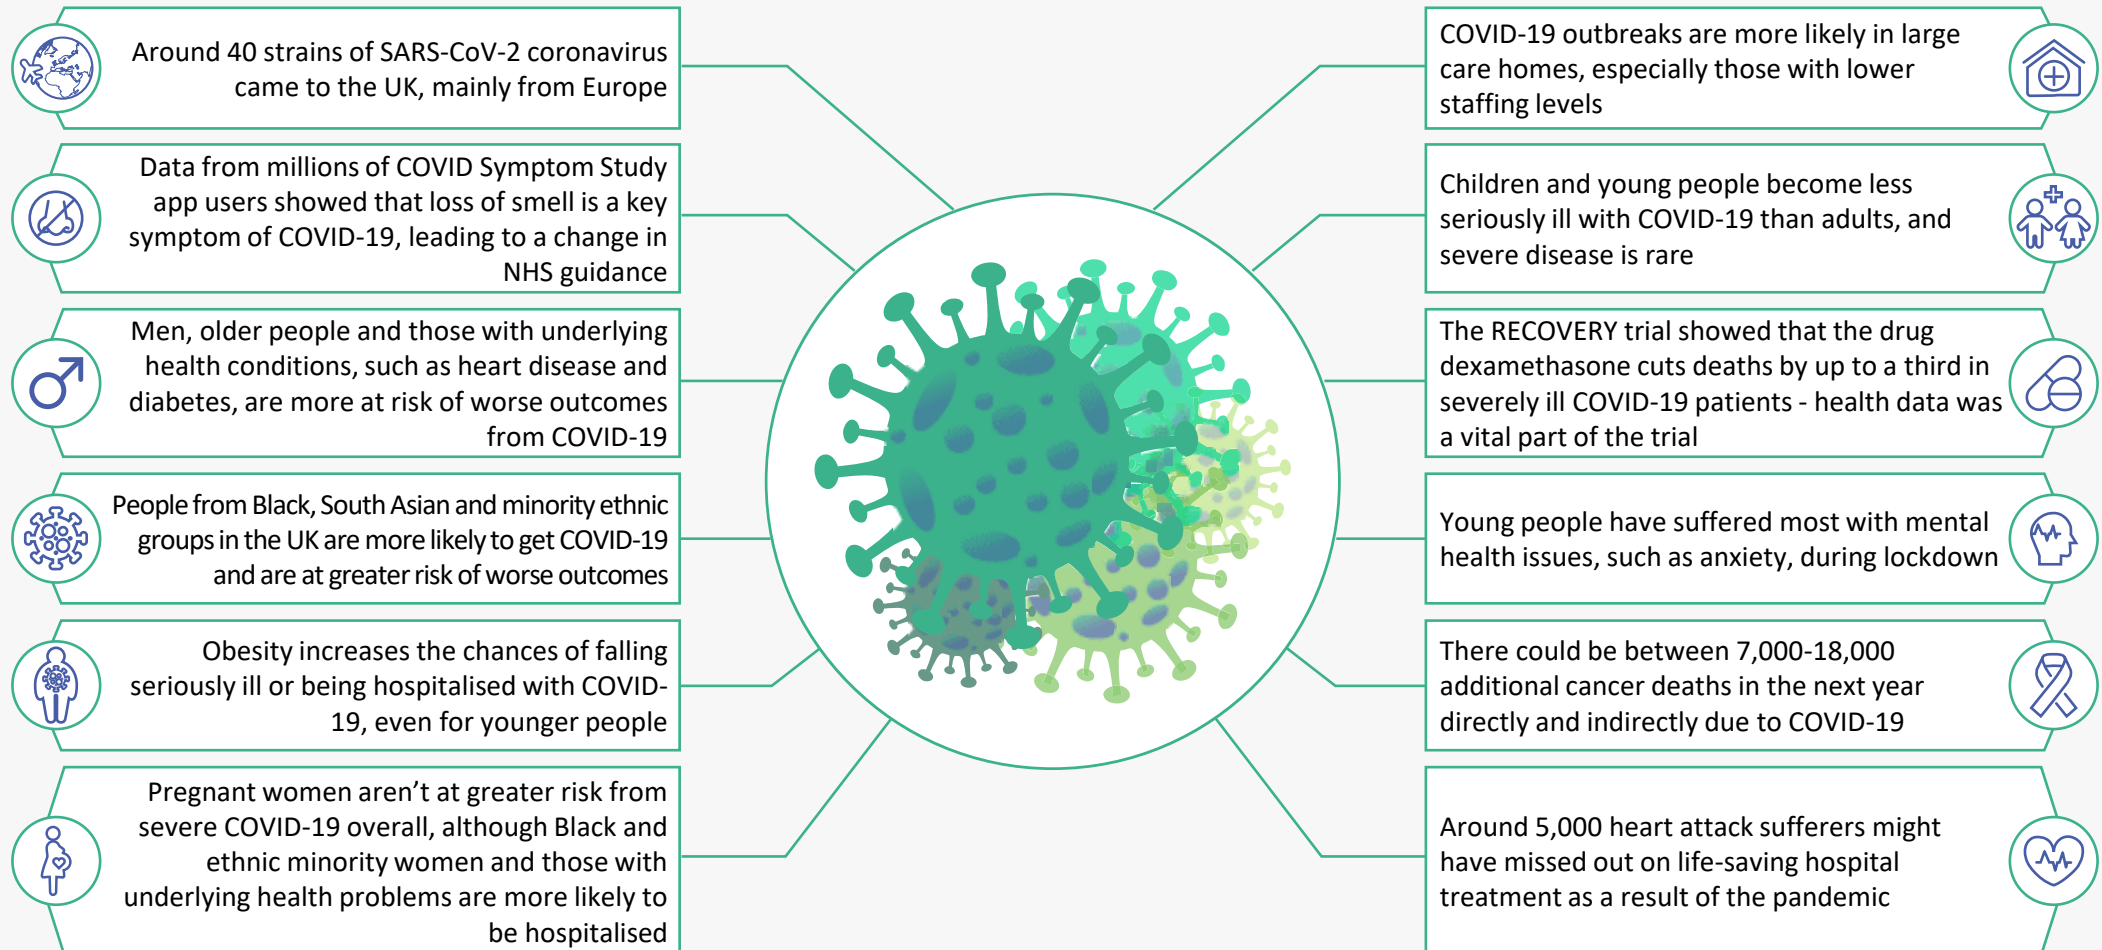 Around 40 strains of SARS-CoV-2 coronavirus
came to the UK, mainly from Europe
Data from millions of COVID Symptom Study
app users showed that loss of smell is a key
symptom of COVID-19, leading to a change in
NHS guidance
Men, older people and those with underlying
health conditions, such as heart disease and
diabetes, are more at risk of worse outcomes
from COVID-19
People from Black, South Asian and minority ethnic
groups in the UK are more likely to get COVID-19
and are at greater risk of worse outcomes
Obesity increases the chances of falling
seriously ill or being hospitalised with COVID-
19, even for younger people
Pregnant women aren’t at greater risk from
severe COVID-19 overall, although Black and
ethnic minority women and those with
underlying health problems are more likely to
be hospitalised
COVID-19 outbreaks are more likely in large
care homes, especially those with lower
staffing levels
Children and young people become less
seriously ill with COVID-19 than adults, and
severe disease is rare
The RECOVERY trial showed that the drug
dexamethasone cuts deaths by up to a third in
severely ill COVID-19 patients - health data was
a vital part of the trial
Young people have suffered most with mental
health issues, such as anxiety, during lockdown
There could be between 7,000-18,000
additional cancer deaths in the next year
directly and indirectly due to COVID-19
Around 5,000 heart attack sufferers might
have missed out on life-saving hospital
treatment as a result of the pandemic